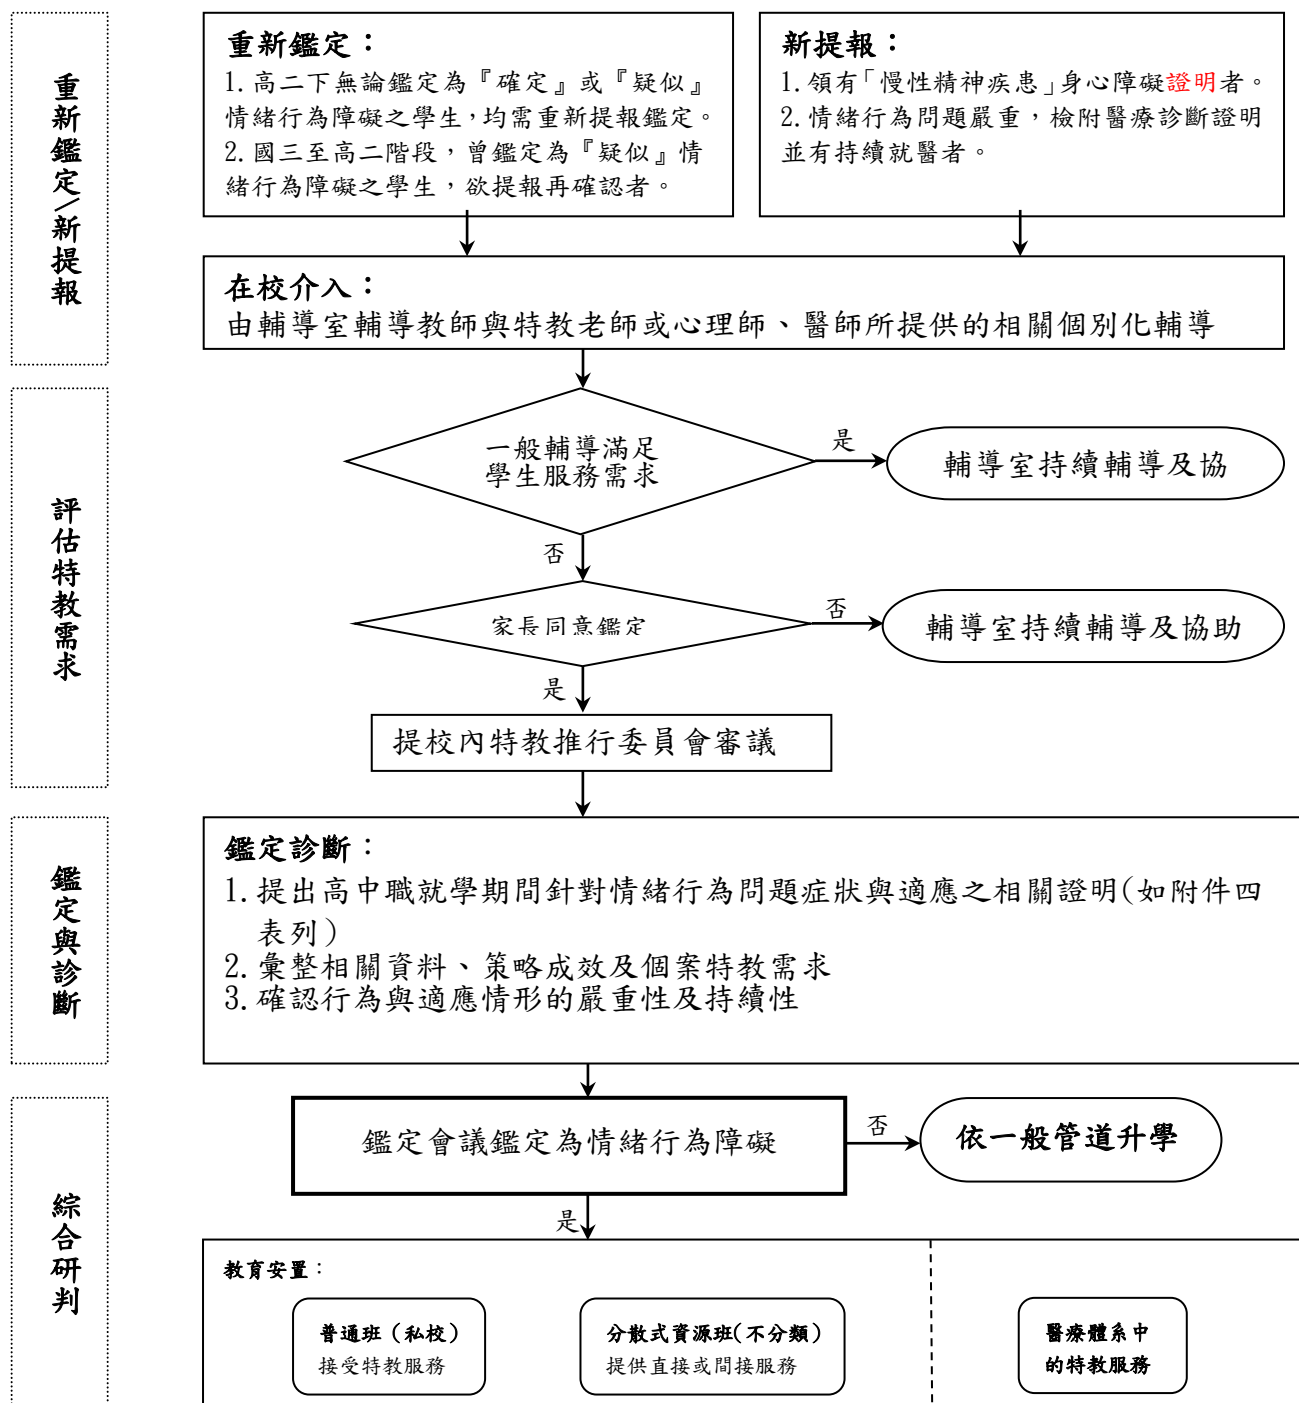 重新鑑定/新提報
重新鑑定：
1. 高二下無論鑑定為『確定』或『疑似』
情緒行為障礙之學生，均需重新提報鑑定。
2. 國三至高二階段，曾鑑定為『疑似』情
緒行為障礙之學生，欲提報再確認者。
新提報：
1. 領有「慢性精神疾患」身心障礙證明者。
2. 情緒行為問題嚴重，檢附醫療診斷證明
並有持續就醫者。
在校介入：
由輔導室輔導教師與特教老師或心理師、醫師所提供的相關個別化輔導
評估特教需求
一般輔導滿足
學生服務需求
是
輔導室持續輔導及協
否
家長同意鑑定
否
輔導室持續輔導及協助
是
提校內特教推行委員會審議
鑑定與診斷
鑑定診斷：
1. 提出高中職就學期間針對情緒行為問題症狀與適應之相關證明(如附件四
表列)
2. 彙整相關資料、策略成效及個案特教需求
3. 確認行為與適應情形的嚴重性及持續性
綜合研判
鑑定會議鑑定為情緒行為障礙
否
依一般管道升學
是
教育安置：
普通班（私校）
接受特教服務
分散式資源班(不分類)
提供直接或間接服務
醫療體系中
的特教服務